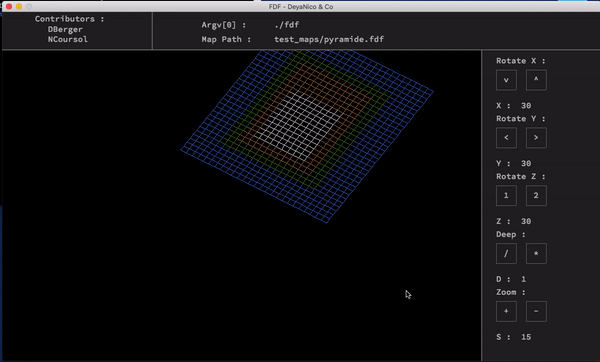 FDF - DeyaNico & Co
Contributors :
DBerger
NCoursol
Argv[0] : ./fdf
Map Path : test_maps/pyramide.fdf
Rotate X :
v ^
X : 30
Rotate Y :
< >
Y : 30
Rotate Z :
1 2
Z : 30
Deep :
/ *
D : 1
Zoom :
+ -
S : 15